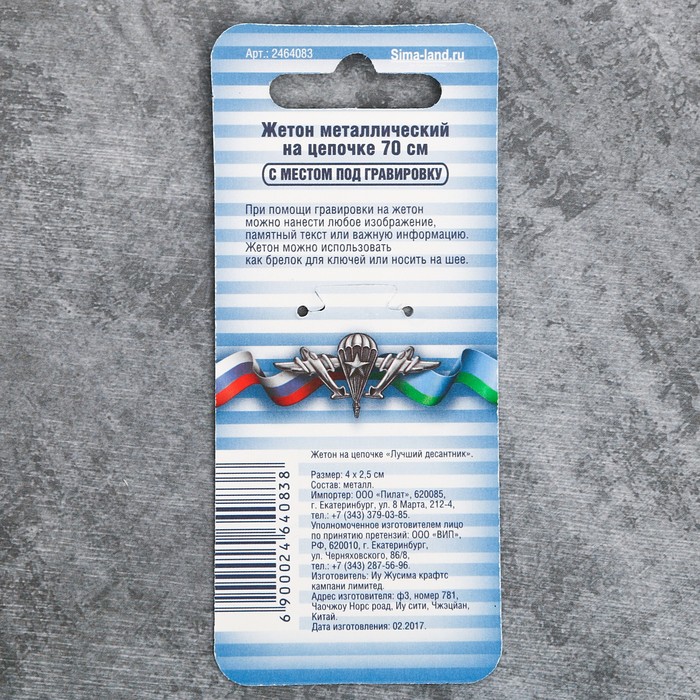 Арт.: 2464083
Sima-land.ru
Жетон металлический
на цепочке 70 см
С МЕСТОМ ПОД ГРАВИРОВКУ
При помощи гравировки на жетон
можно нанести любое изображение,
памятный текст или важную информацию.
Жетон можно использовать
как брелок для ключей или носить на шее.
Жетон на цепочке «Лучший десантник».
Размер: 4 х 2,5 см
Состав: металл.
Импортер: ООО «Пилат», 620085,
г. Екатеринбург, ул. 8 Марта, 212-4,
тел.: +7 (343) 379-03-85.
Уполномоченное изготовителем лицо
по принятию претензий: ООО «ВИП»,
РФ, 620010, г. Екатеринбург,
ул. Черняховского, 86/8,
тел.: +7 (343) 287-56-96.
Изготовитель: Иу Жусима крафтс
кампани лимитед.
Адрес изготовителя: ф3, номер 781,
Чаочжоу Норс роад, Иу сити, Чжэцйан,
Китай.
Дата изготовления: 02.2017.
6 900024 640838